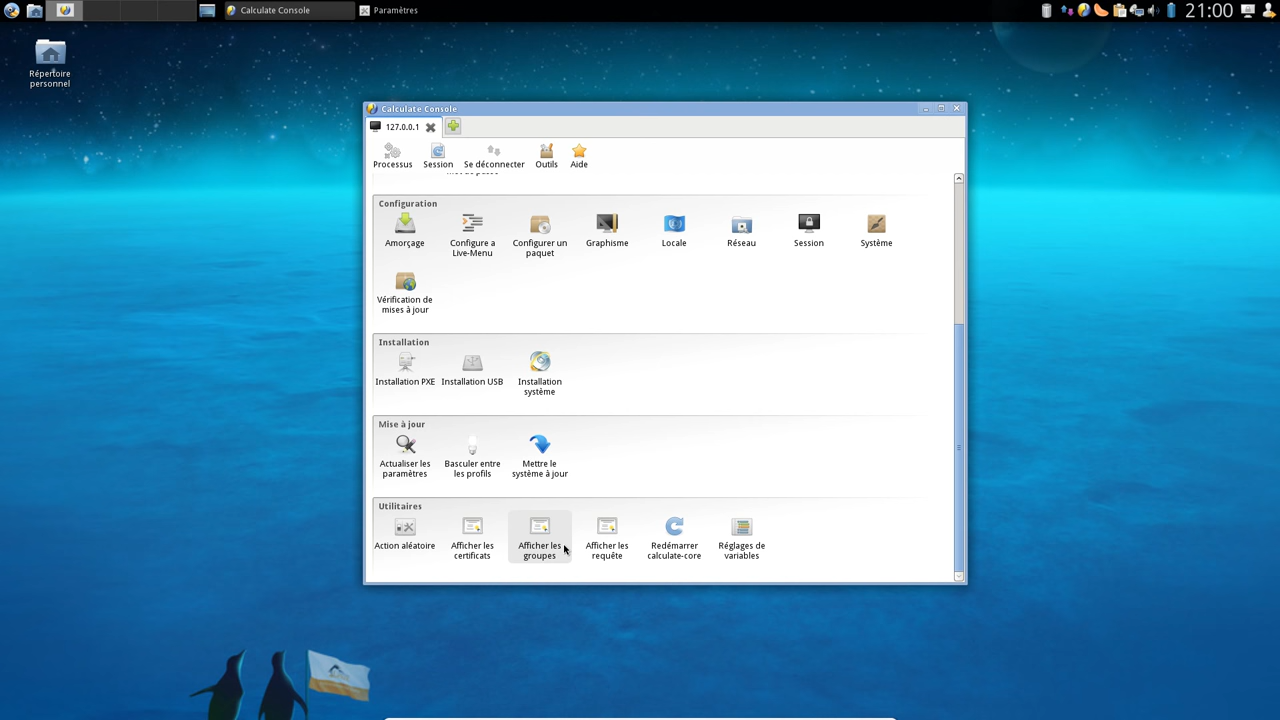 Calculate Console
Paramètres
21:00
Répertoire
personnel
Calculate Console
127.0.0.1
Processus
Session
Se déconnecter
Outils
Aide
Configuration
Amorçage
Configure a
Live-Menu
Configurer un
paquet
Graphisme
Locale
Réseau
Session
Système
Vérification de
mises à jour
Installation
Installation PXE
Installation USB
Installation
système
Mise à jour
Actualiser les
paramètres
Basculer entre
les profils
Mettre le
système à jour
Utilitaires
Action aléatoire
Afficher les
certificats
Afficher les
groupes
Afficher les
requête
Redémarrer
calculate-core
Réglages de
variables